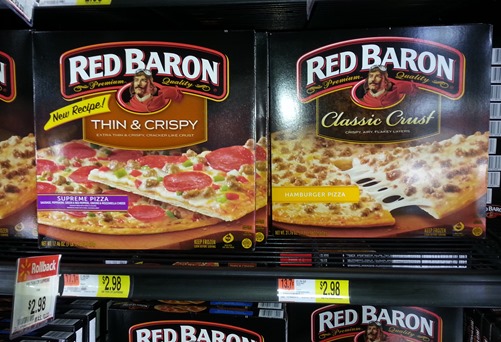 RED BARON
Premium Quality
New Recipe!
THIN & CRISPY
EXTRA THIN & CRISPY, CRACKER LIKE CRUST
SUPREME PIZZA
KEEP FROZEN
RED BARON
Premium Quality
Classic Crust
CRISPY, AIRY, FLAKEY LAYERS
HAMBURGER PIZZA
KEEP FROZEN
Rollback
$2.98
$2.98
$2.98
RED BARON
RED BARON